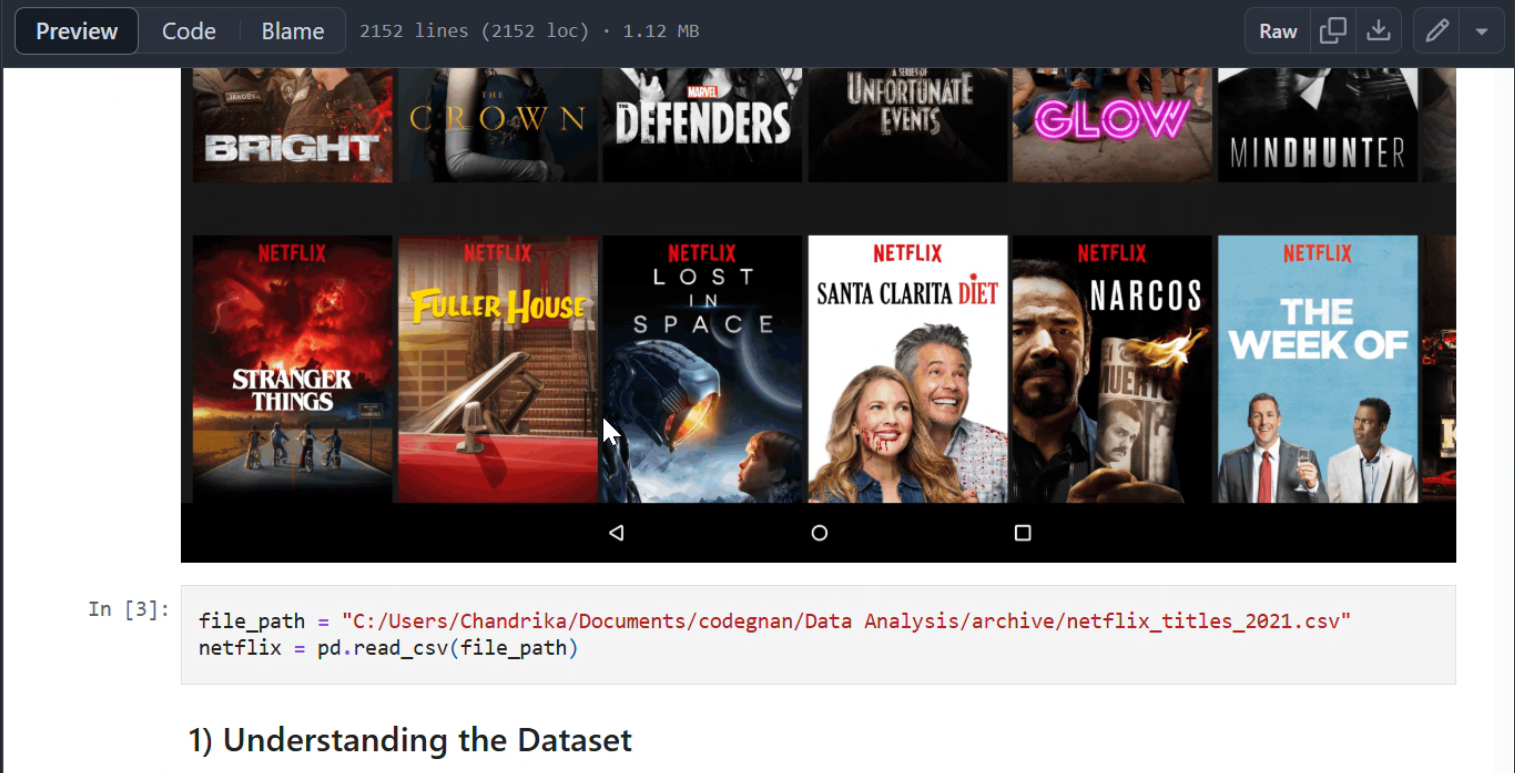 Preview Code Blame 2152 lines (2152 loc) · 1.12 MB Raw
JAKOBY
BRIGHT
THE
CROWN
MARVEL
THE
DEFENDERS
A SERIES OF
UNFORTUNATE
EVENTS
GLOW
MINDHUNTER
NETFLIX
STRANGER
THINGS
NETFLIX
FULLER HOUSE
NETFLIX
LOST
IN
SPACE
NETFLIX
SANTA CLARITA DIET
NETFLIX
NARCOS
NETFLIX
THE
WEEK OF
In [3]:
file_path = "C:/Users/Chandrika/Documents/codegnan/Data Analysis/archive/netflix_titles_2021.csv"
netflix = pd.read_csv(file_path)
1) Understanding the Dataset